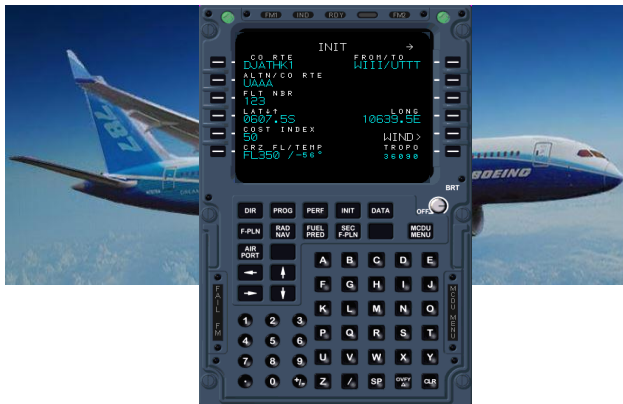 FM1 IND RDY FM2
INIT →
CO RTE FROM/TO
DJATHK1 WIII/UTTT
ALTN/CO RTE
UAAA
FLT NBR
123
LAT↓↑ LONG
0607.5S 10639.5E
COST INDEX
50 WIND>
CRZ FL/TEMP TROPO
FL350 /-56° 36090
787
BOEING
BRT
DIR PROG PERF INIT DATA OFF
F-PLN RAD NAV FUEL PRED SEC F-PLN MCDU MENU
AIR PORT
← ↑
→ ↓
A B C D E
F G H I J
K L M N O
P Q R S T
U V W X Y
Z / SP OVFY Δ CLR
1 2 3
4 5 6
7 8 9
. 0 +/-
FAIL FM
MCDU MENU